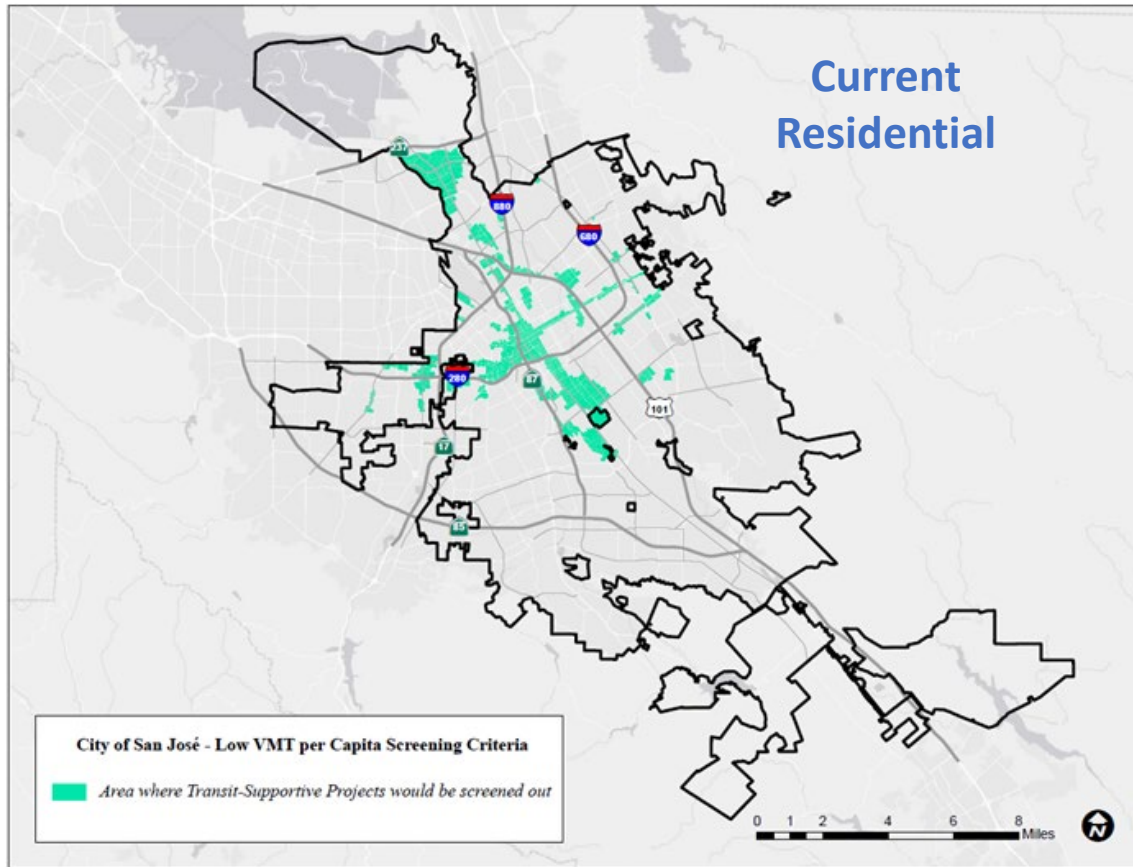 Current
Residential
237
880
680
280
87
101
17
85
City of San José - Low VMT per Capita Screening Criteria
Area where Transit-Supportive Projects would be screened out
0 1 2 4 6 8
Miles
N